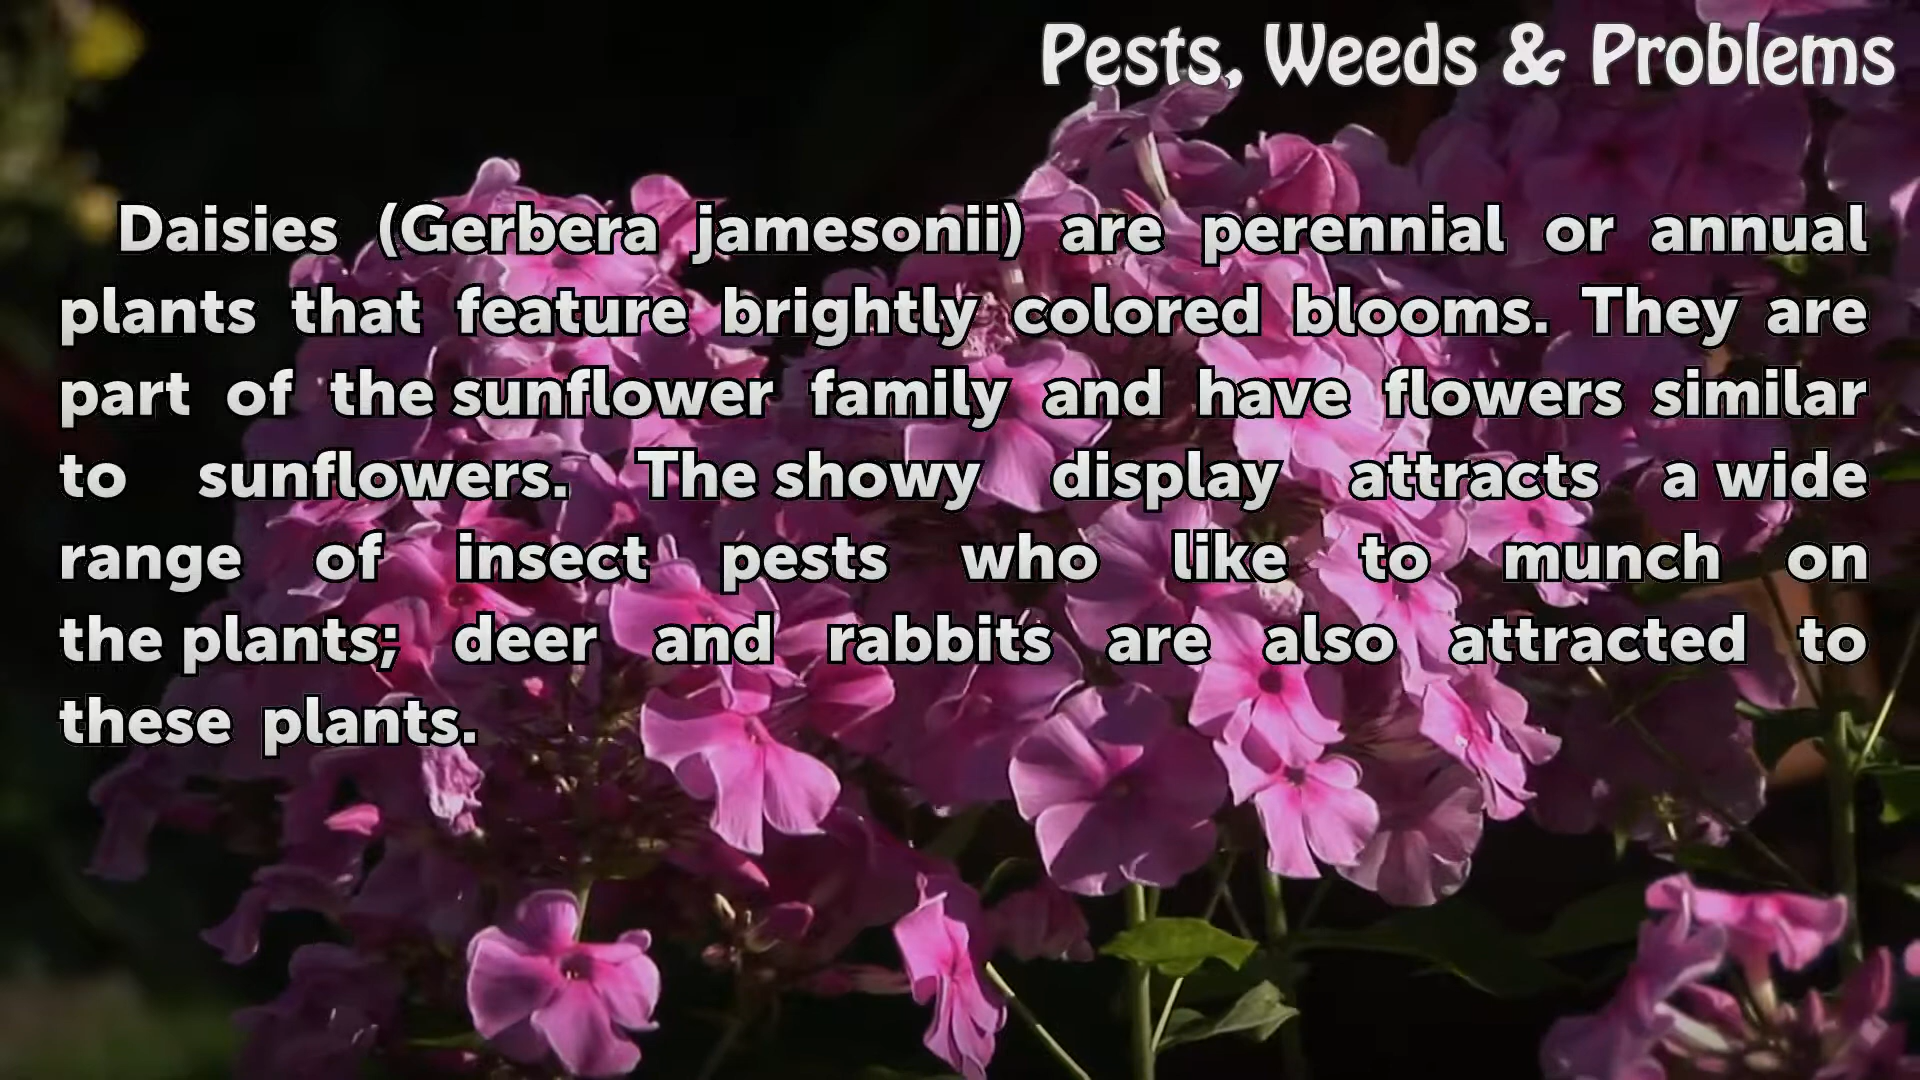 Pests, Weeds & Problems
Daisies (Gerbera jamesonii) are perennial or annual
plants that feature brightly colored blooms. They are
part of the sunflower family and have flowers similar
to sunflowers. The showy display attracts a wide
range of insect pests who like to munch on
the plants; deer and rabbits are also attracted to
these plants.